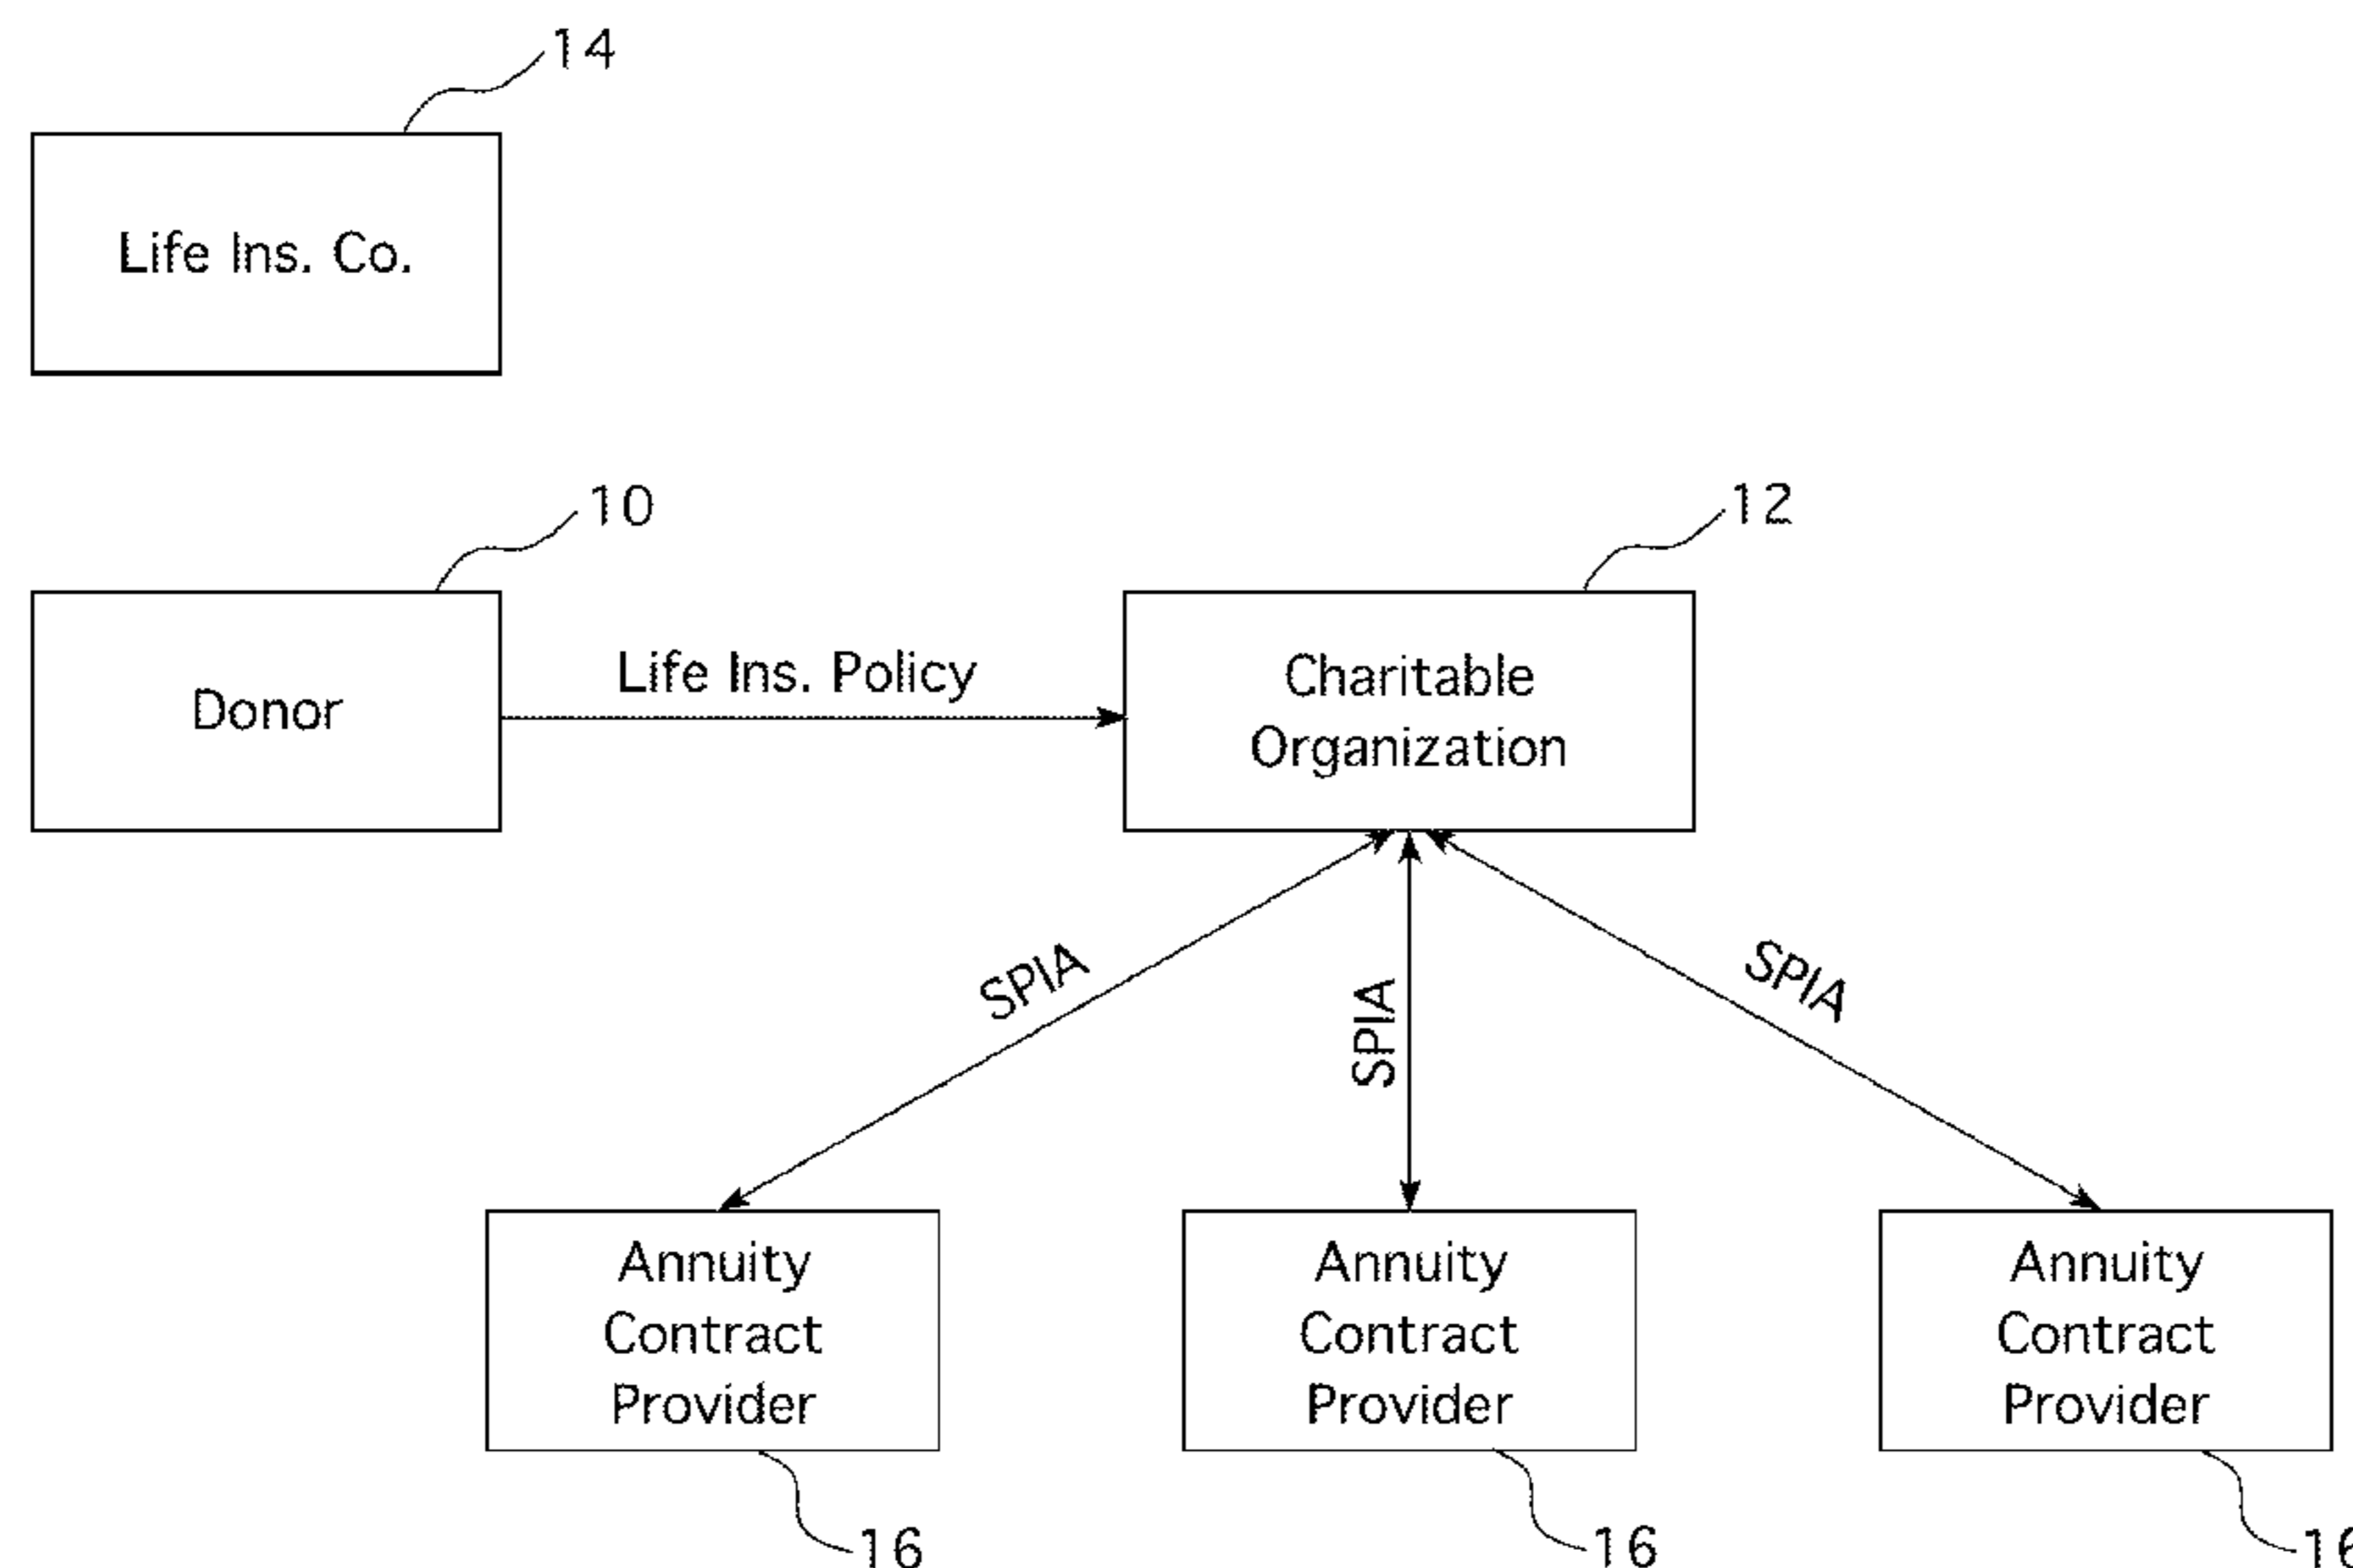 14
Life Ins. Co.
10
12
Donor
Life Ins. Policy
Charitable
Organization
SPIA
SPIA
SPIA
Annuity
Contract
Provider
Annuity
Contract
Provider
Annuity
Contract
Provider
16
16
16